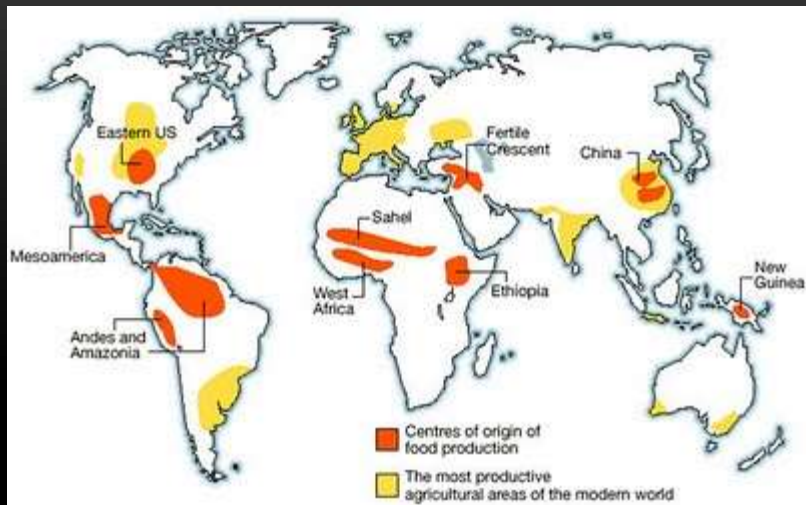 Eastern US
Fertile
Crescent
China
Mesoamerica
Sahel
West
Africa
Ethiopia
New
Guinea
Andes and
Amazonia
Centres of origin of
food production
The most productive
agricultural areas of the modern world